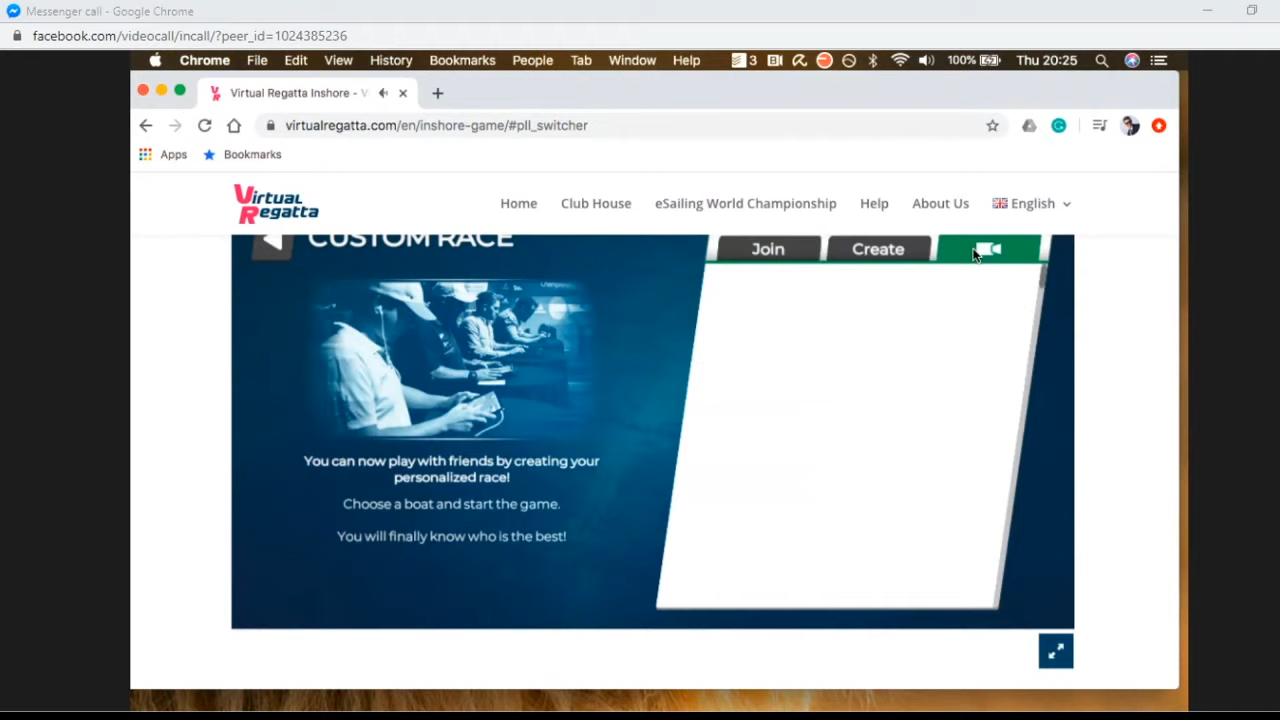 Messenger call - Google Chrome
facebook.com/videocall/incall/?peer_id=1024385236
Chrome File Edit View History Bookmarks People Tab Window Help 3 100% Thu 20:25
Virtual Regatta Inshore - V
virtualregatta.com/en/inshore-game/#pll_switcher
Apps Bookmarks
Virtual
Regatta
Home Club House eSailing World Championship Help About Us English
CUSTOM RACE
Join Create
You can now play with friends by creating your
personalized race!
Choose a boat and start the game.
You will finally know who is the best!